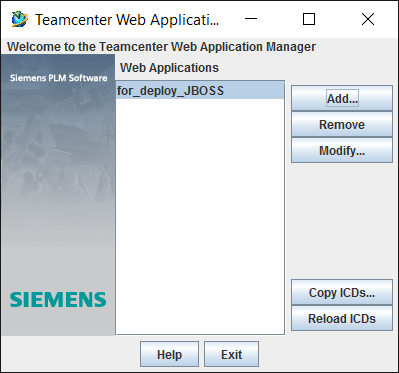 Teamcenter Web Applicati...
Welcome to the Teamcenter Web Application Manager
Siemens PLM Software
Web Applications
for_deploy_JBOSS
Add...
Remove
Modify...
SIEMENS
Copy ICDs...
Reload ICDs
Help
Exit